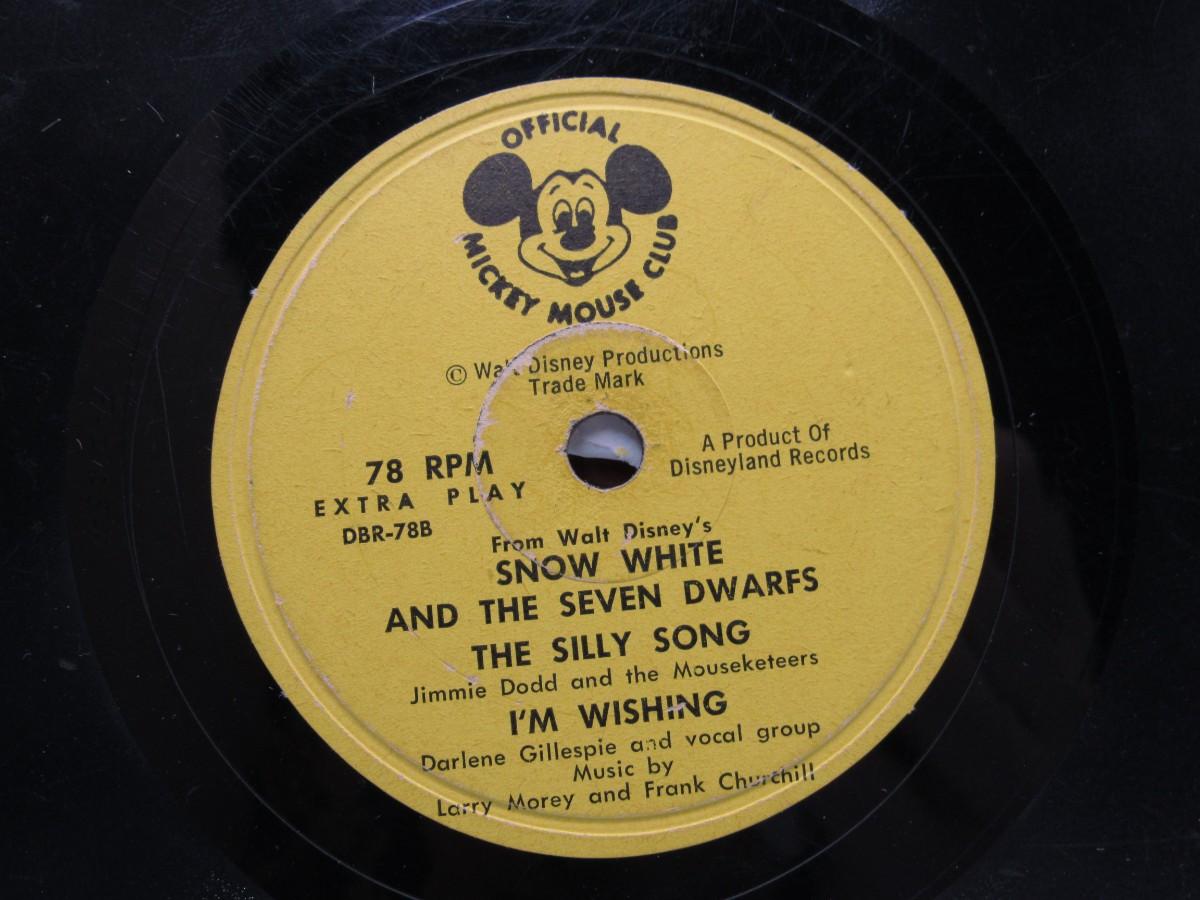 OFFICIAL
MICKEY MOUSE CLUB
© Walt Disney Productions
Trade Mark
A Product Of
Disneyland Records
78 RPM
EXTRA PLAY
DBR-78B
From Walt Disney's
SNOW WHITE
AND THE SEVEN DWARFS
THE SILLY SONG
Jimmie Dodd and the Mouseketeers
I'M WISHING
Darlene Gillespie and vocal group
Music by
Larry Morey and Frank Churchill